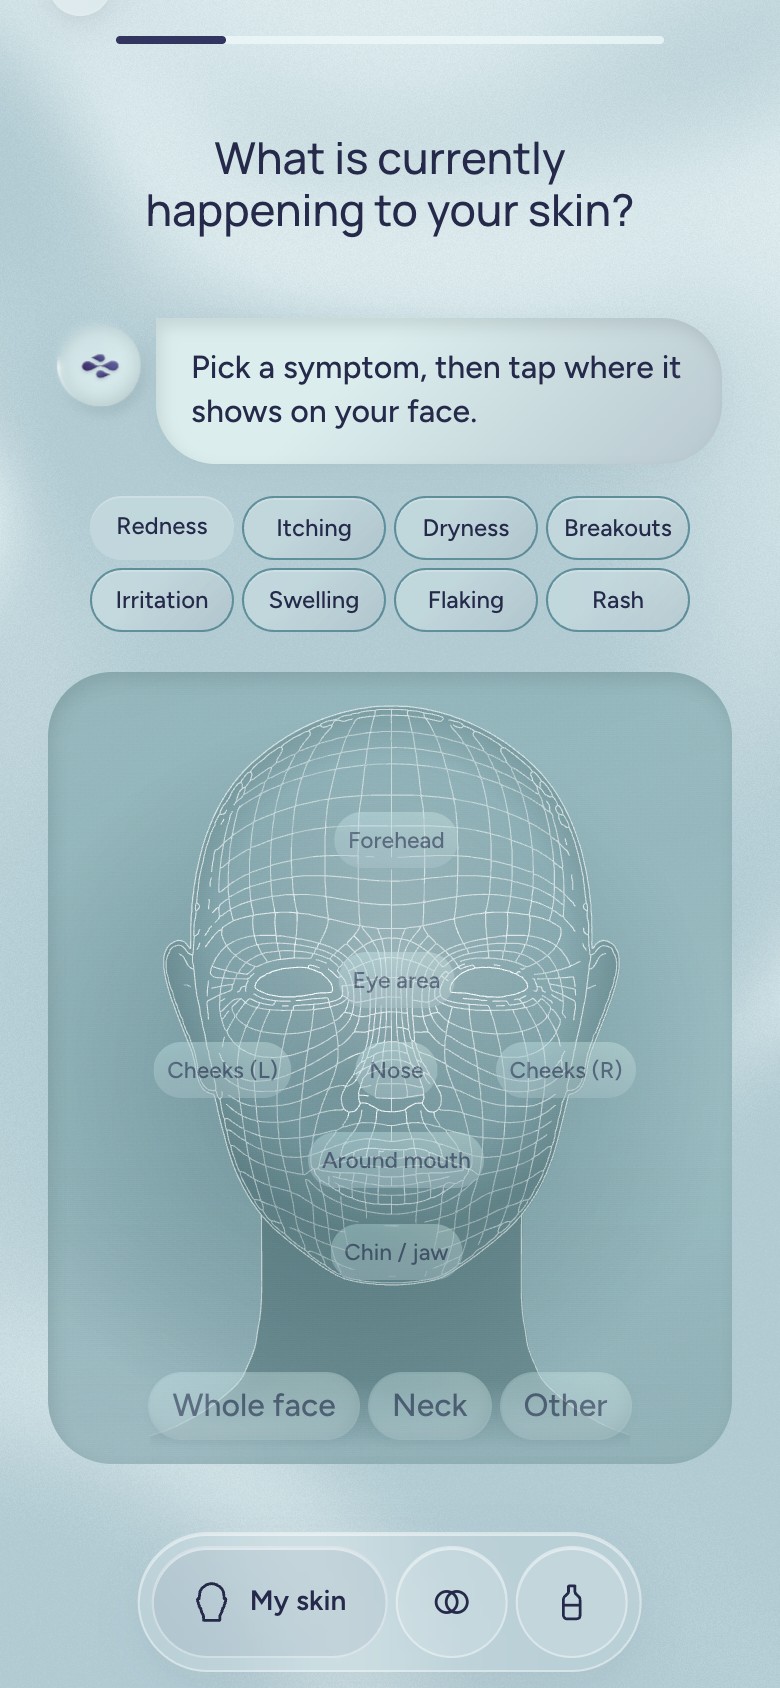 What is currently
happening to your skin?
Pick a symptom, then tap where it
shows on your face.
Redness
Itching
Dryness
Breakouts
Irritation
Swelling
Flaking
Rash
Forehead
Eye area
Cheeks (L)
Nose
Cheeks (R)
Around mouth
Chin / jaw
Whole face
Neck
Other
My skin